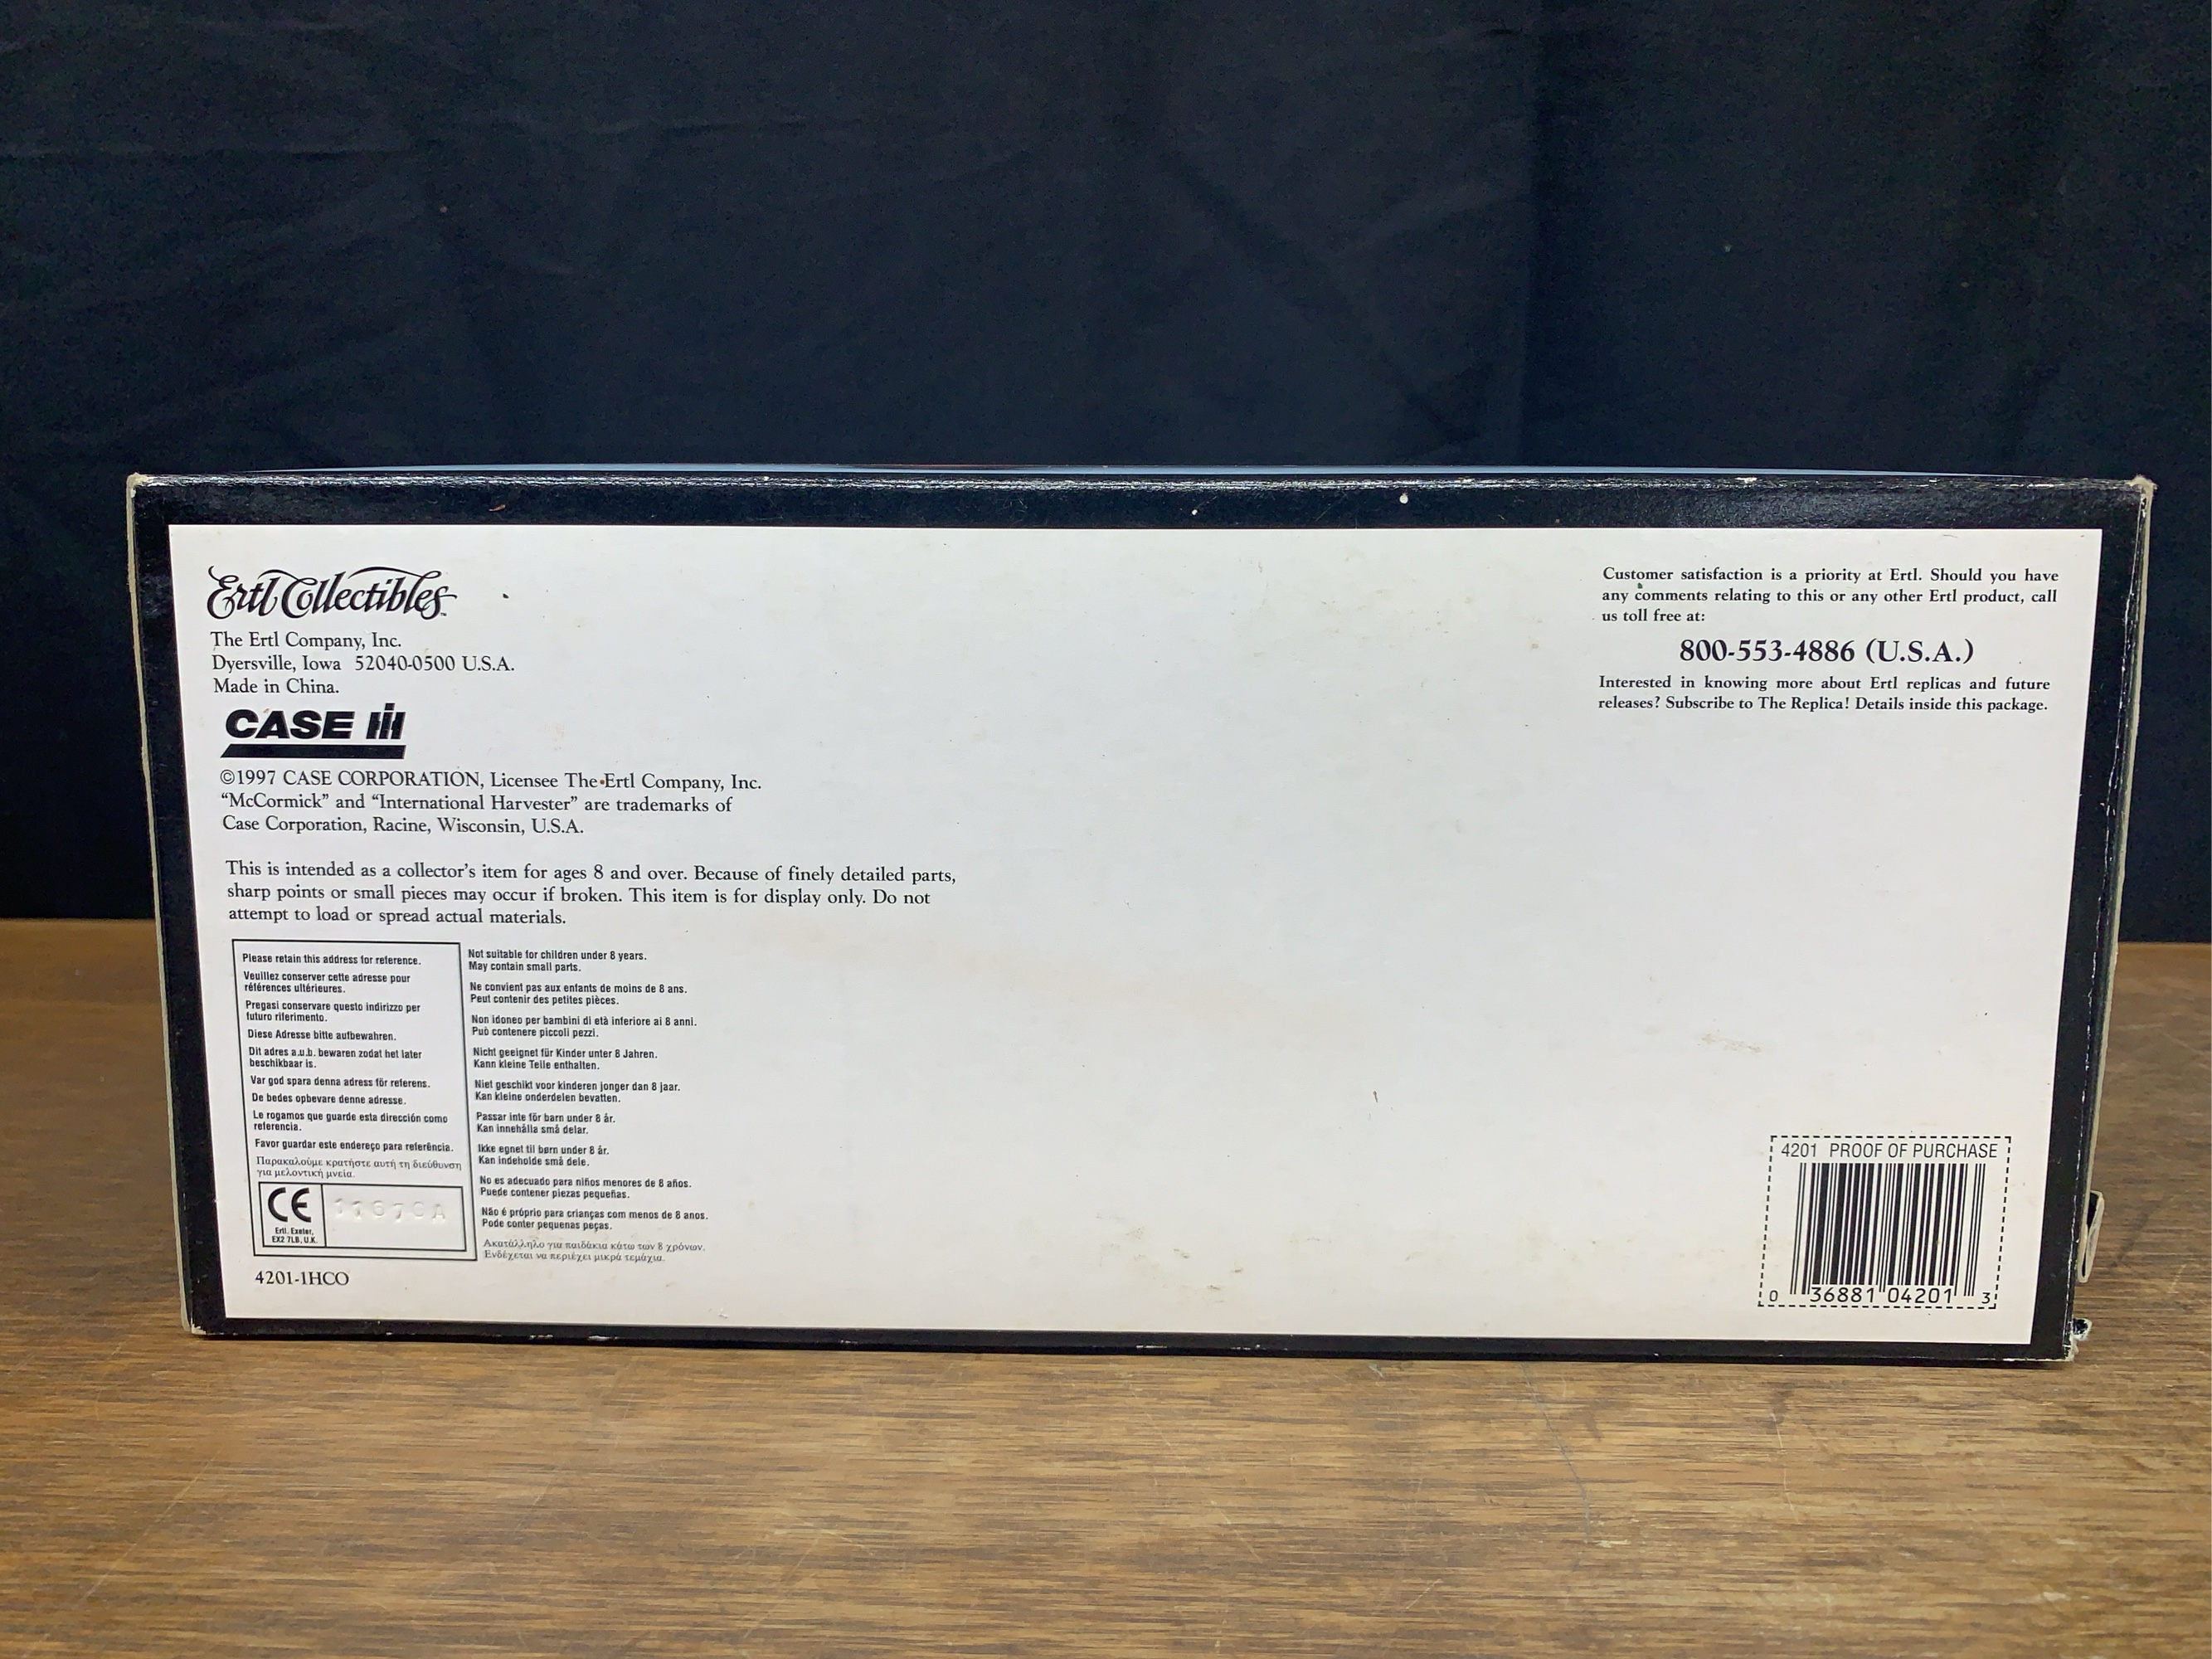 Ertl Collectibles™
The Ertl Company, Inc.
Dyersville, Iowa 52040-0500 U.S.A.
Made in China.
CASE IH
©1997 CASE CORPORATION, Licensee The Ertl Company, Inc.
“McCormick” and “International Harvester” are trademarks of
Case Corporation, Racine, Wisconsin, U.S.A.
This is intended as a collector’s item for ages 8 and over. Because of finely detailed parts,
sharp points or small pieces may occur if broken. This item is for display only. Do not
attempt to load or spread actual materials.
Please retain this address for reference.
Veuillez conserver cette adresse pour
références ultérieures.
Pregasi conservare questo indirizzo per
futuro riferimento.
Diese Adresse bitte aufbewahren.
Dit adres a.u.b. bewaren zodat het later
beschikbaar is.
Var god spara denna adress för referens.
De bedes opbevare denne adresse.
Le rogamos que guarde esta dirección como
referencia.
Favor guardar este endereço para referência.
Παρακαλούμε κρατήστε αυτή τη διεύθυνση
για μελοντική μνεία.
CE
Ertl, Exeter,
EX2 7LB, U.K.
Not suitable for children under 8 years.
May contain small parts.
Ne convient pas aux enfants de moins de 8 ans.
Peut contenir des petites pièces.
Non idoneo per bambini di età inferiore ai 8 anni.
Può contenere piccoli pezzi.
Nicht geeignet für Kinder unter 8 Jahren.
Kann kleine Teile enthalten.
Niet geschikt voor kinderen jonger dan 8 jaar.
Kan kleine onderdelen bevatten.
Passar inte för barn under 8 år.
Kan innehålla små delar.
Ikke egnet til børn under 8 år.
Kan indeholde små dele.
No es adecuado para niños menores de 8 años.
Puede contener piezas pequeñas.
Não é próprio para crianças com menos de 8 anos.
Pode conter pequenas peças.
Ακατάλληλο για παιδάκια κάτω των 8 χρόνων.
Ενδέχεται να περιέχει μικρά τεμάχια.
4201-1HCO
Customer satisfaction is a priority at Ertl. Should you have
any comments relating to this or any other Ertl product, call
us toll free at:
800-553-4886 (U.S.A.)
Interested in knowing more about Ertl replicas and future
releases? Subscribe to The Replica! Details inside this package.
4201 PROOF OF PURCHASE
0 36881 04201 3